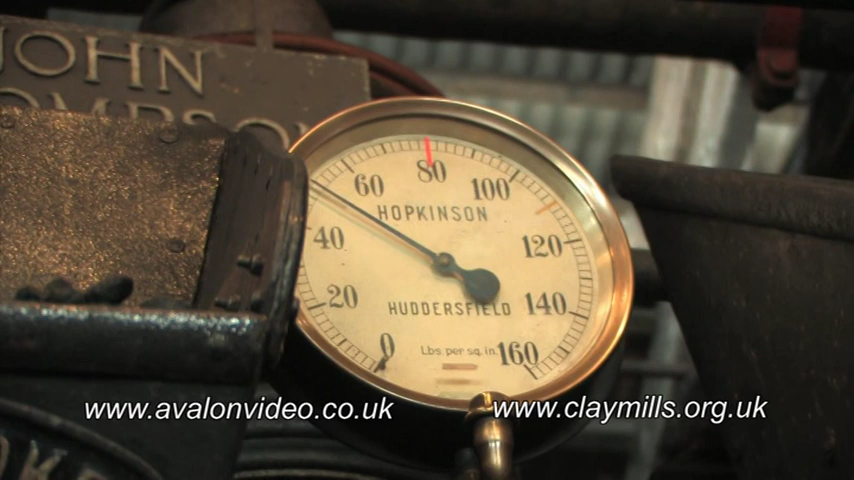 JOHN
60
80
100
HOPKINSON
40
120
20
HUDDERSFIELD
140
0
Lbs. per sq. in.
160
www.avalonvideo.co.uk
www.claymills.org.uk